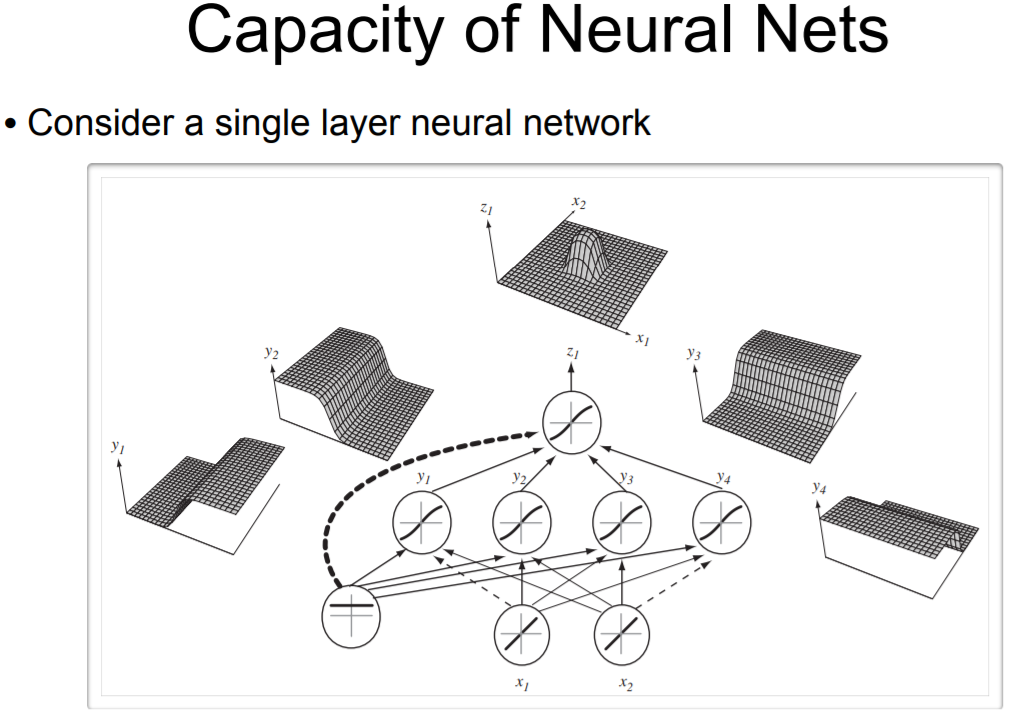 Capacity of Neural Nets
• Consider a single layer neural network
z1
x2
x1
y2
z1
y3
y1
y1
y2
y3
y4
y4
x1
x2